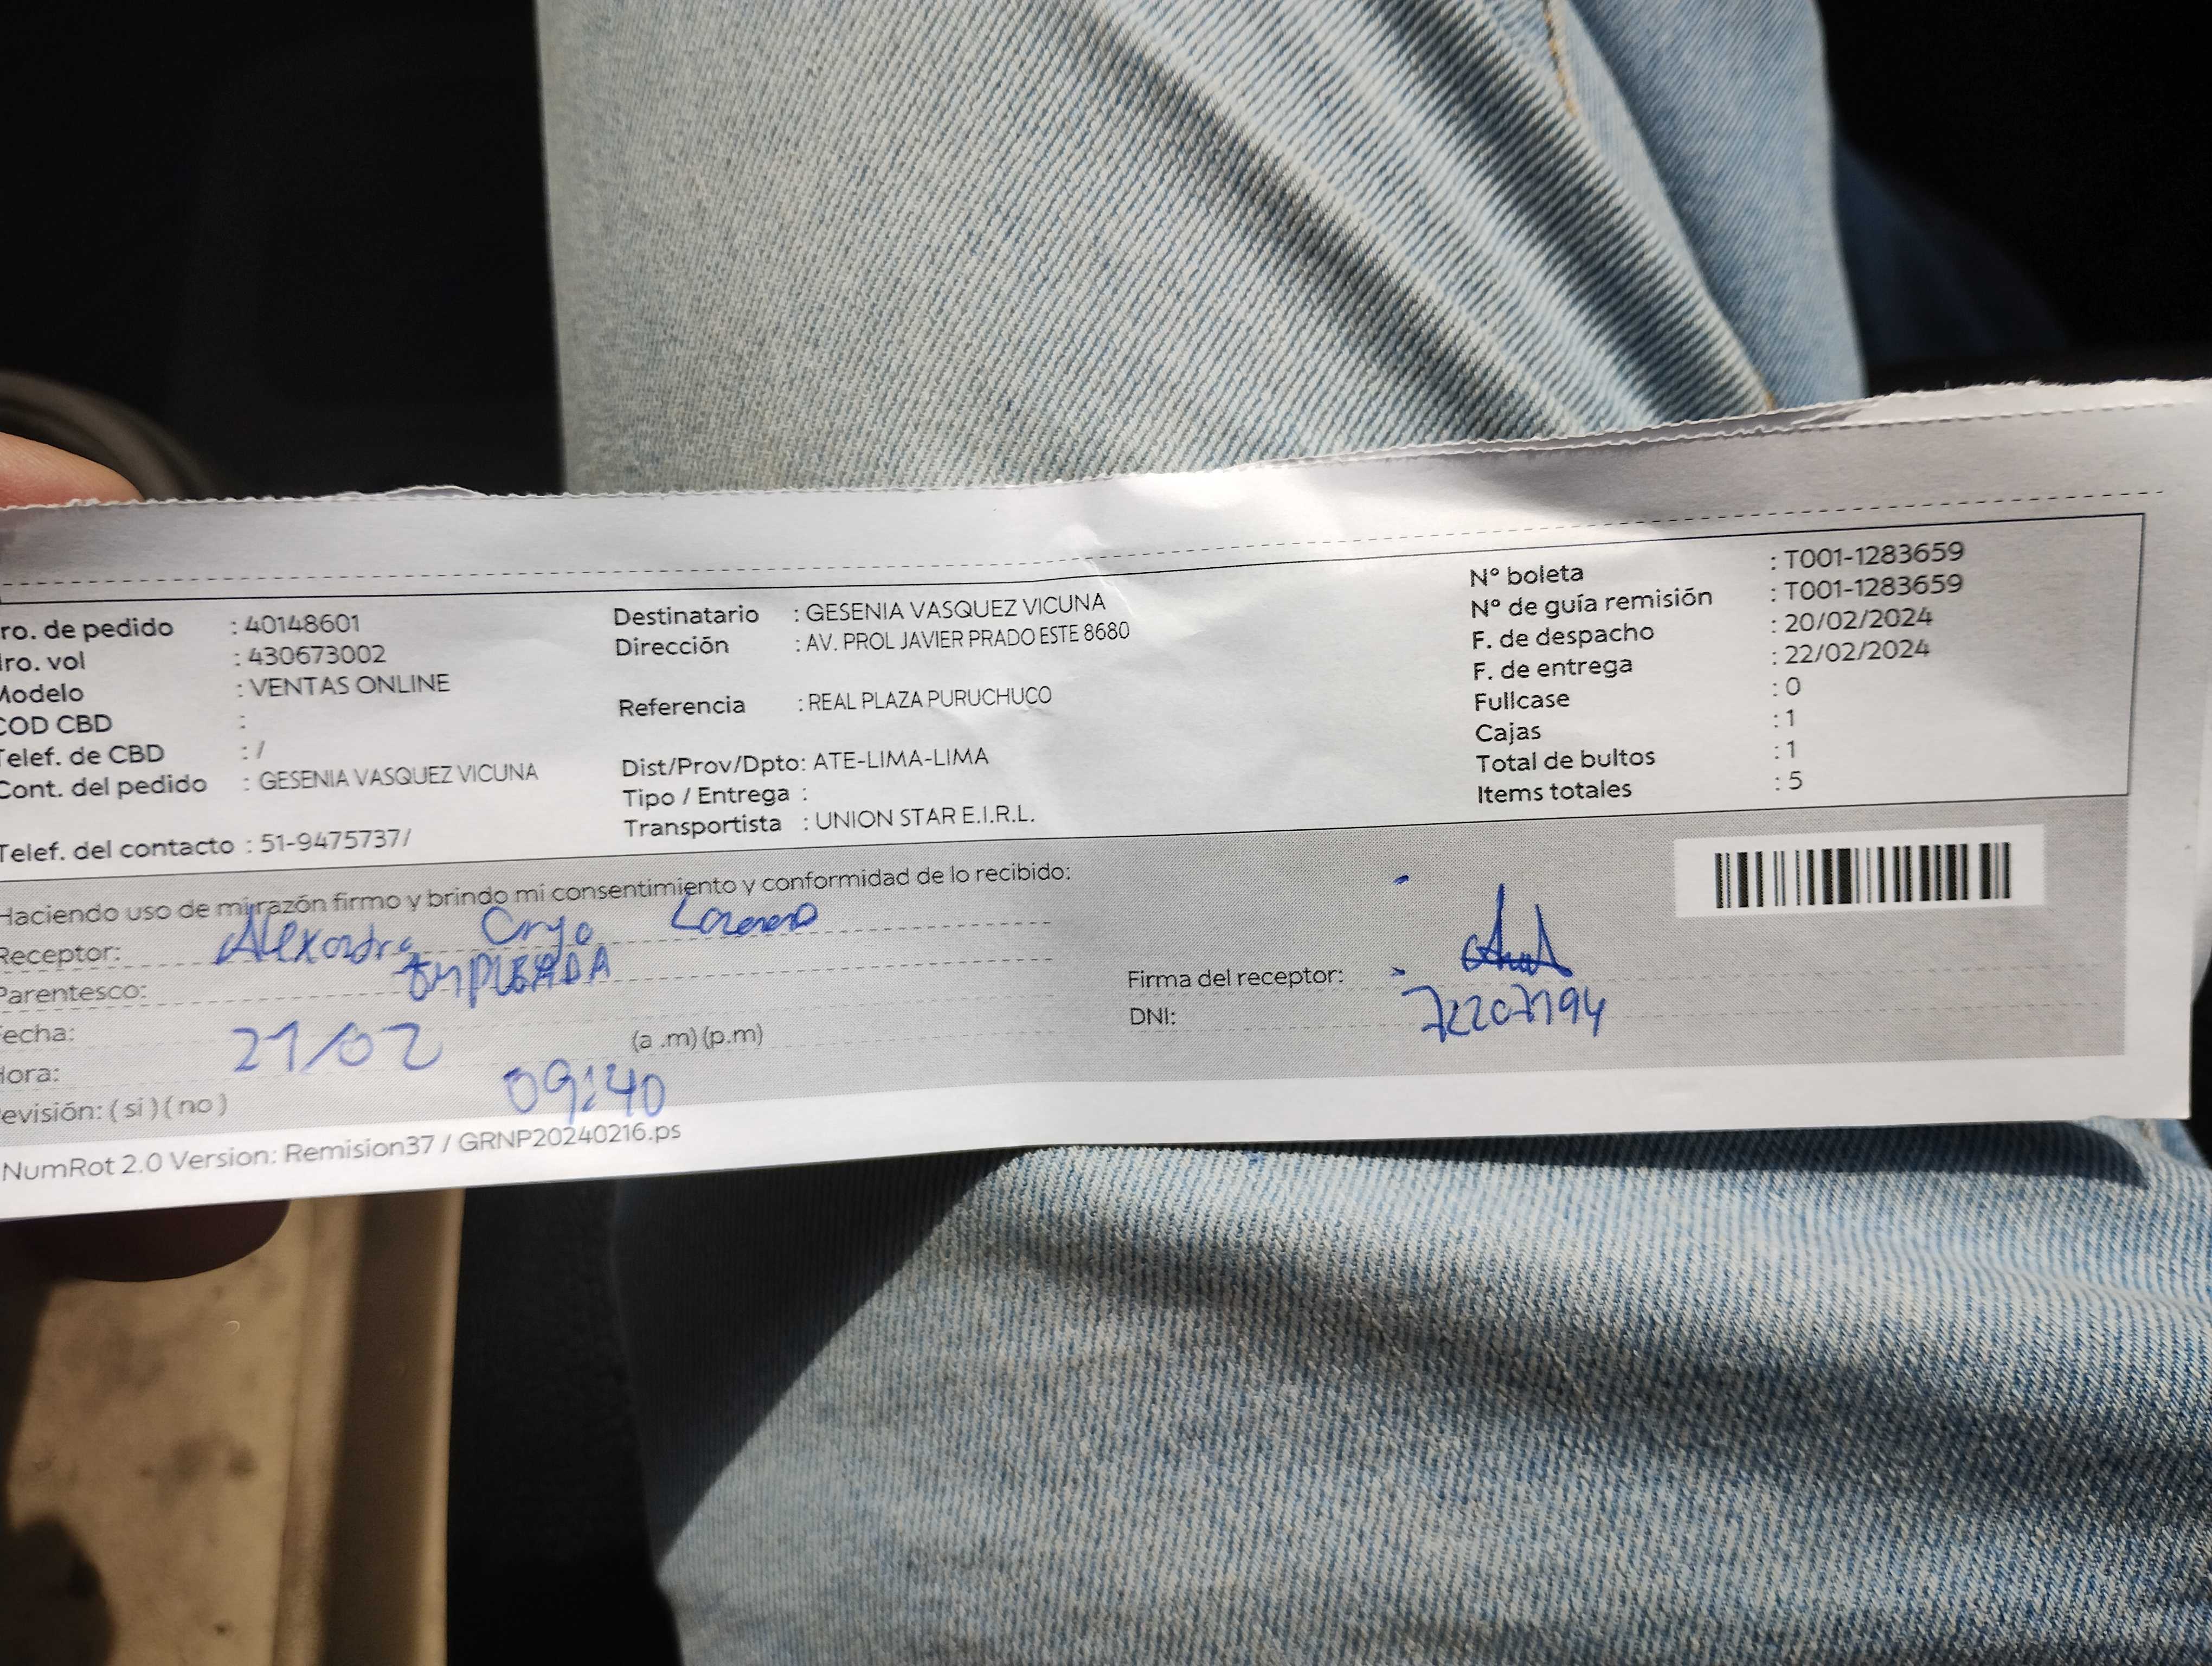 ro. de pedido : 40148601
ro. vol : 430673002
Modelo : VENTAS ONLINE
COD CBD :
Telef. de CBD : /
Cont. del pedido : GESENIA VASQUEZ VICUNA
Telef. del contacto : 51-9475737/
Destinatario : GESENIA VASQUEZ VICUNA
Dirección : AV. PROL JAVIER PRADO ESTE 8680
Referencia : REAL PLAZA PURUCHUCO
Dist/Prov/Dpto: ATE-LIMA-LIMA
Tipo / Entrega :
Transportista : UNION STAR E.I.R.L.
N° boleta : T001-1283659
N° de guía remisión : T001-1283659
F. de despacho : 20/02/2024
F. de entrega : 22/02/2024
Fullcase : 0
Cajas : 1
Total de bultos : 1
Items totales : 5
Haciendo uso de mi razón firmo y brindo mi consentimiento y conformidad de lo recibido:
Receptor: Alexandra
Parentesco: EMPLEADA
Fecha: 21/02
Hora: 09:40 (a .m) (p.m)
evisión: ( si ) ( no )
Firma del receptor:
DNI:
NumRot 2.0 Version: Remision37 / GRNP20240216.ps